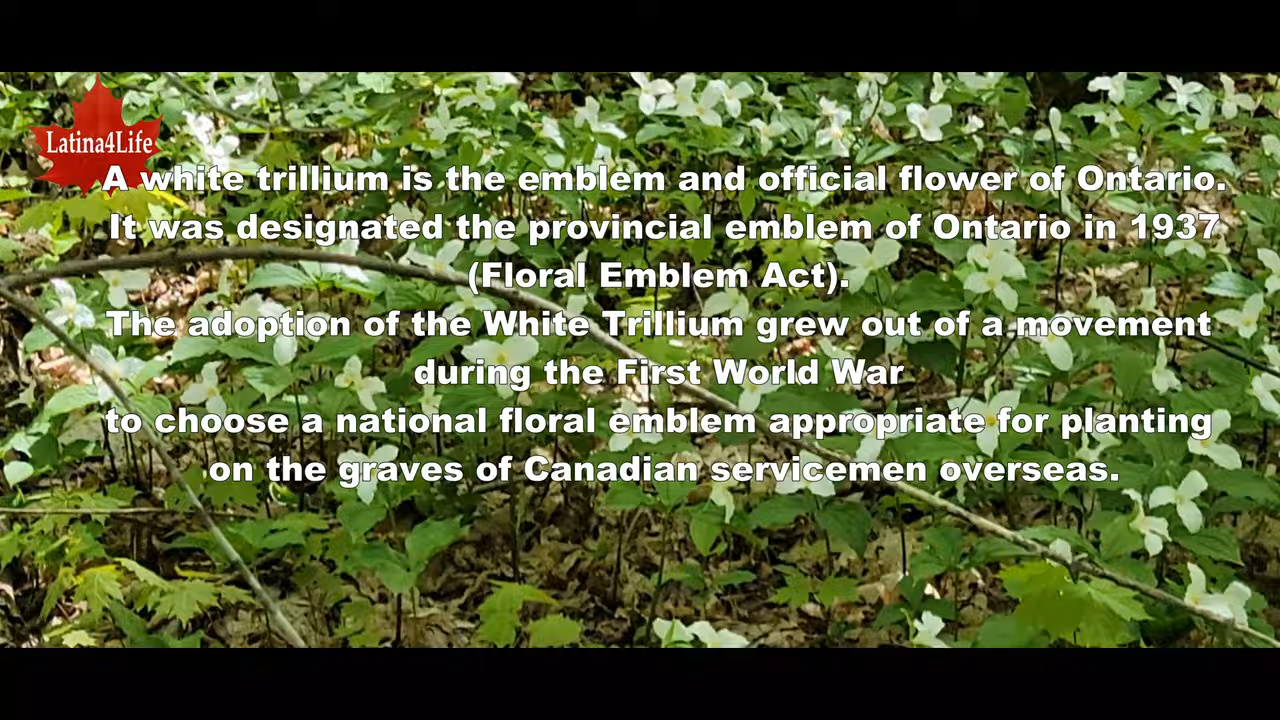 Latina4Life
A white trillium is the emblem and official flower of Ontario.
It was designated the provincial emblem of Ontario in 1937
(Floral Emblem Act).
The adoption of the White Trillium grew out of a movement
during the First World War
to choose a national floral emblem appropriate for planting
on the graves of Canadian servicemen overseas.